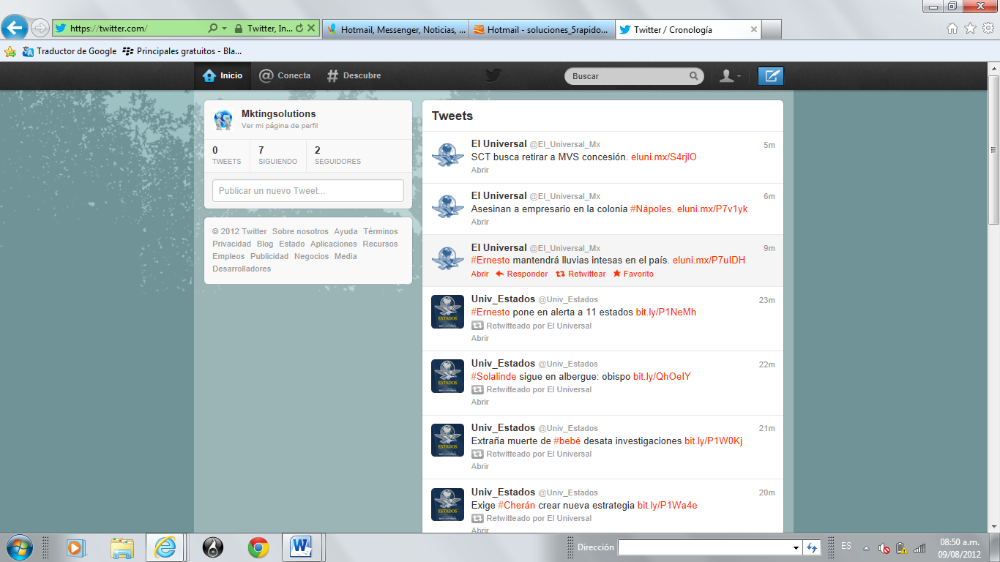 https://twitter.com/
Twitter, In...
Hotmail, Messenger, Noticias, ...
Hotmail - soluciones_5rapido...
Twitter / Cronología
Traductor de Google
Principales gratuitos - Bla...
Inicio
Conecta
Descubre
Buscar
Mktingsolutions
Ver mi página de perfil
0 7 2
TWEETS SIGUIENDO SEGUIDORES
Publicar un nuevo Tweet...
© 2012 Twitter Sobre nosotros Ayuda Términos
Privacidad Blog Estado Aplicaciones Recursos
Empleos Publicidad Negocios Media
Desarrolladores
Tweets
El Universal @El_Universal_Mx 5m
SCT busca retirar a MVS concesión. eluni.mx/S4rjlO
Abrir
El Universal @El_Universal_Mx 6m
Asesinan a empresario en la colonia #Nápoles. eluni.mx/P7v1yk
Abrir
El Universal @El_Universal_Mx 9m
#Ernesto mantendrá lluvias intesas en el país. eluni.mx/P7uIDH
Abrir Responder Retwittear Favorito
Univ_Estados @Univ_Estados 23m
#Ernesto pone en alerta a 11 estados bit.ly/P1NeMh
Retwitteado por El Universal
Abrir
Univ_Estados @Univ_Estados 22m
#Solalinde sigue en albergue: obispo bit.ly/QhOeIY
Retwitteado por El Universal
Abrir
Univ_Estados @Univ_Estados 21m
Extraña muerte de #bebé desata investigaciones bit.ly/P1W0Kj
Retwitteado por El Universal
Abrir
Univ_Estados @Univ_Estados 20m
Exige #Cherán crear nueva estrategia bit.ly/P1Wa4e
Retwitteado por El Universal
Abrir
ESTADOS
ESTADOS
ESTADOS
ESTADOS
Dirección
ES
08:50 a.m.
09/08/2012